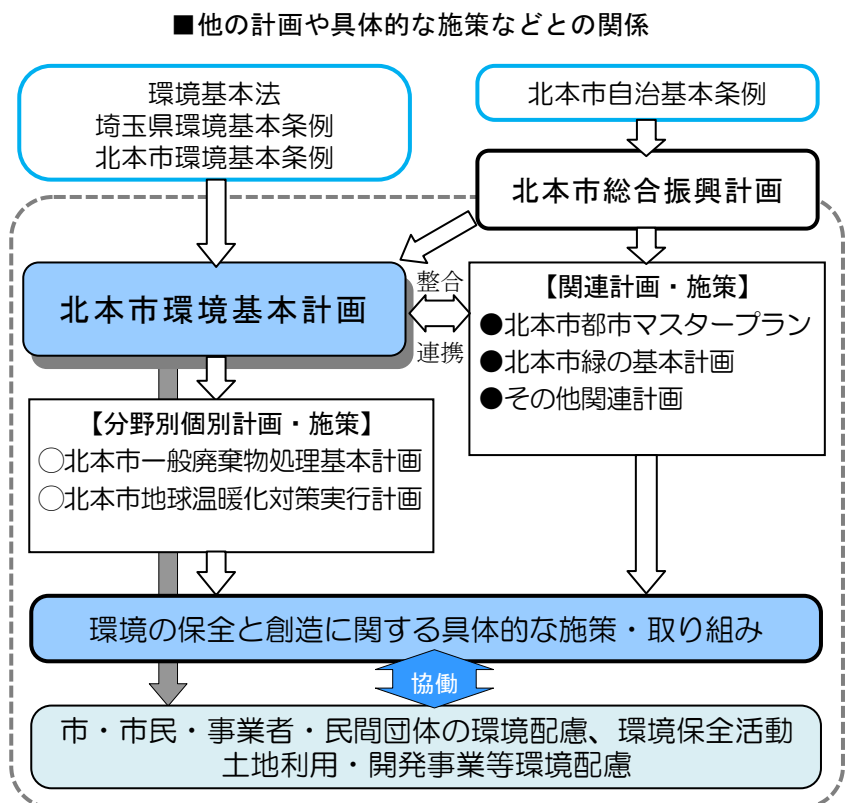 ■他の計画や具体的な施策などとの関係
環境基本法
埼玉県環境基本条例
北本市環境基本条例
北本市自治基本条例
北本市総合振興計画
北本市環境基本計画
整合
連携
【関連計画・施策】
●北本市都市マスタープラン
●北本市緑の基本計画
●その他関連計画
【分野別個別計画・施策】
○北本市一般廃棄物処理基本計画
○北本市地球温暖化対策実行計画
環境の保全と創造に関する具体的な施策・取り組み
協働
市・市民・事業者・民間団体の環境配慮、環境保全活動
土地利用・開発事業等環境配慮